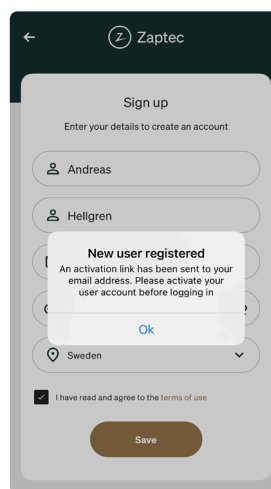 Zaptec
Sign up
Enter your details to create an account
Andreas
Hellgren
New user registered
An activation link has been sent to your
email address. Please activate your
user account before logging in
Ok
Sweden
I have read and agree to the terms of use
Save